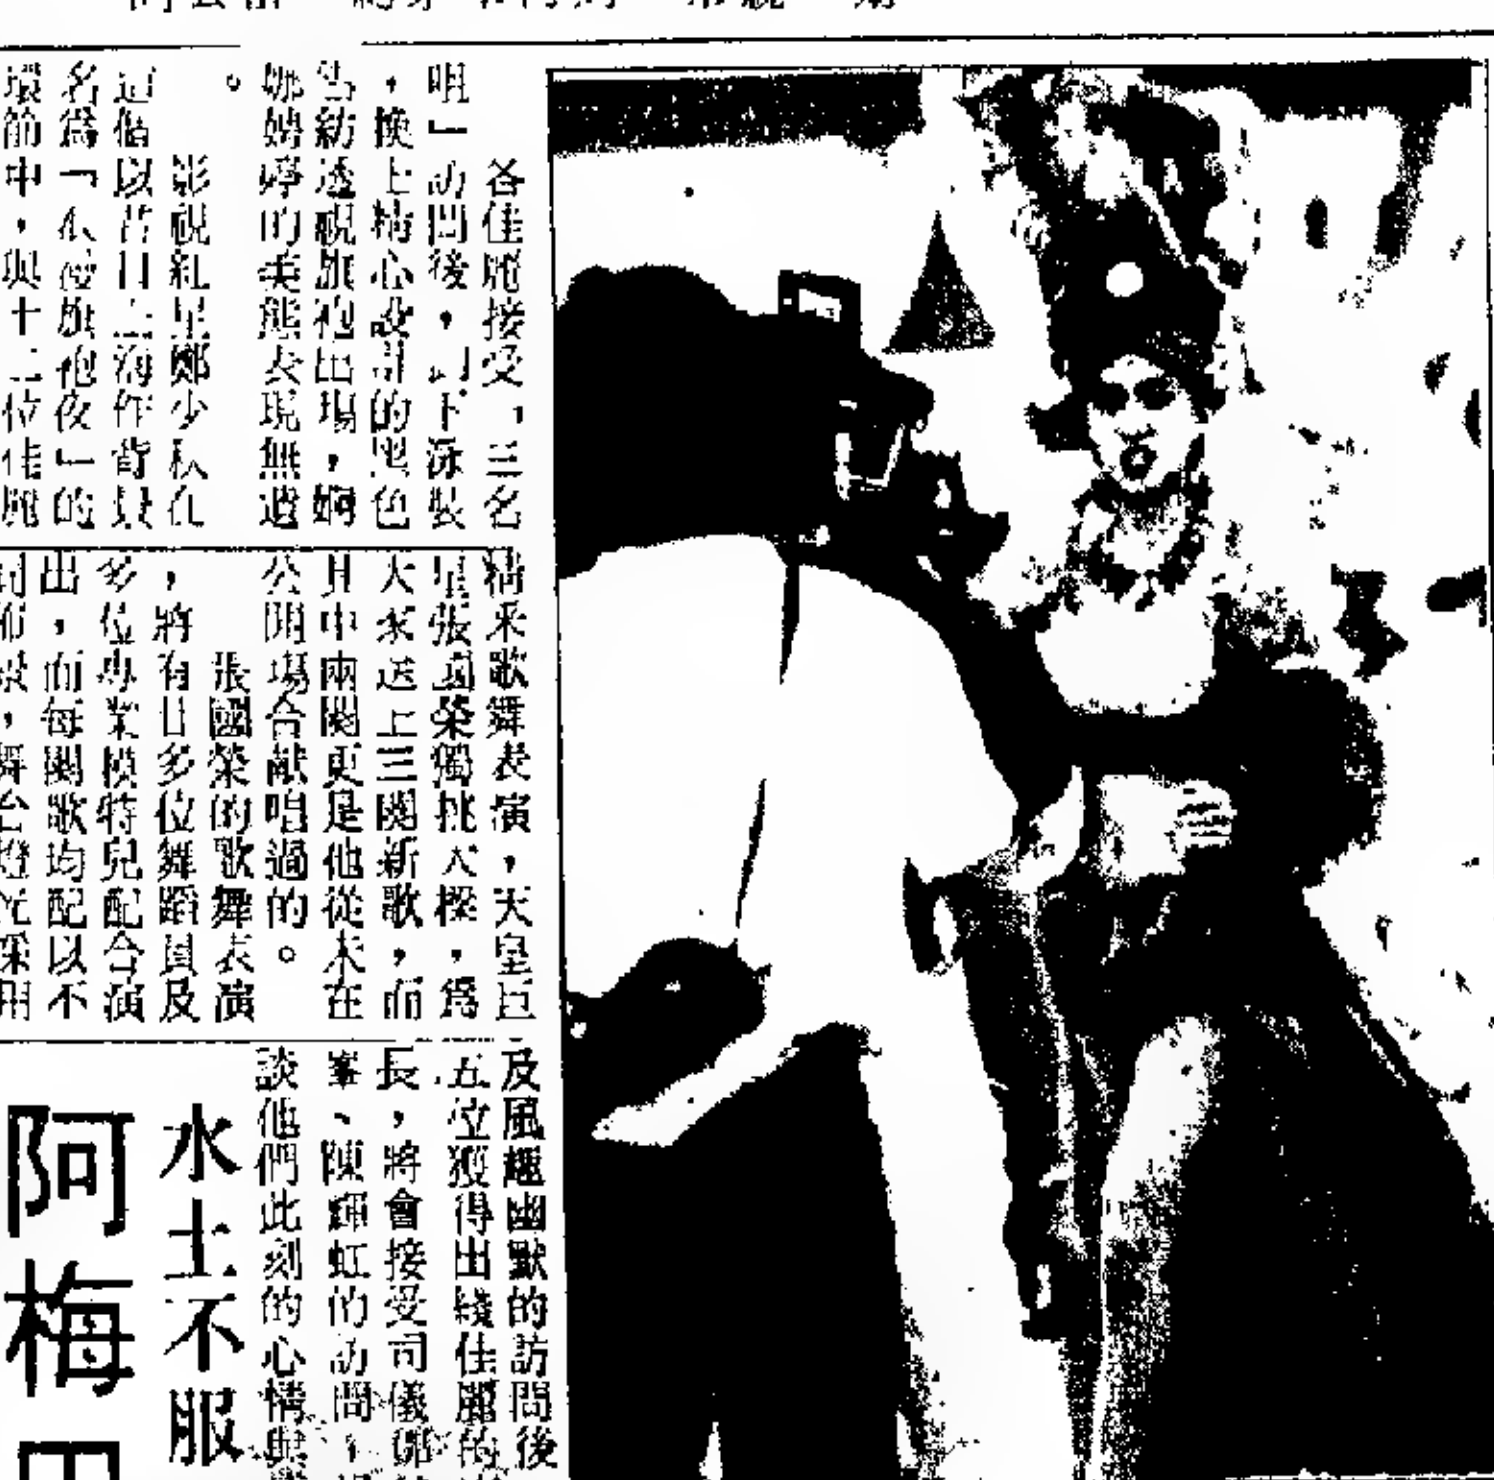 各佳麗接受「三名
咀」訪問後，卸下泳裝
，換上精心設計的黑色
雪紡透視旗袍出場，婀
娜娉婷的美態表現無遺
。
影視紅星鄭少秋在
這個以昔日上海作背景
名為「不夜旗袍夜」的
環節中，與十二位佳麗
精釆歌舞表演，天皇巨
星張國榮獨挑大樑，為
大家送上三闋新歌，而
其中兩闋更是他從未在
公開場合献唱過的。
張國榮的歌舞表演
，將有廿多位舞蹈員及
多位專業模特兒配合演
出，而每闋歌均配以不
同佈景，舞台燈光採用
及風趣幽默的訪問後
五位獲得出綫佳麗的
長，將會接受司儀鄭
、陳輝虹的訪問，
談他們此刻的心情與
水土不服
阿梅